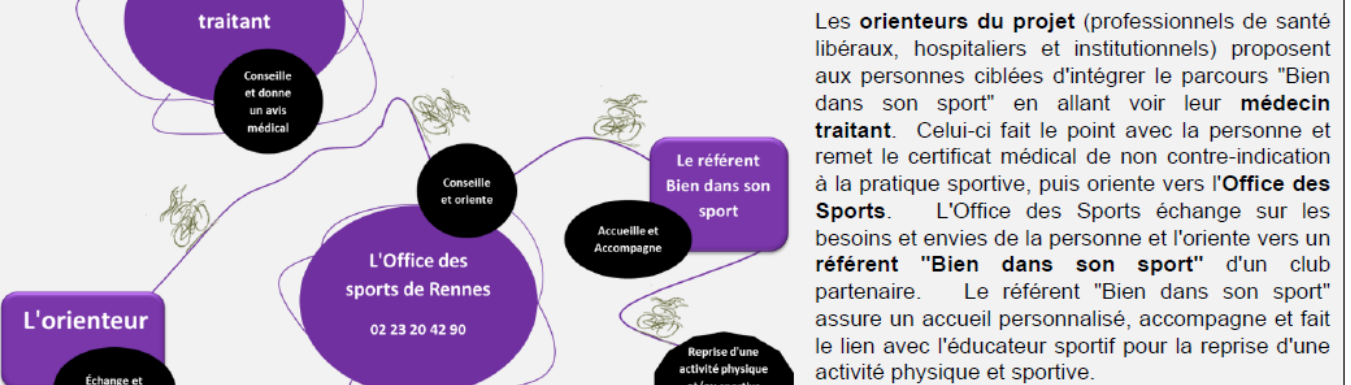 traitant
Conseille
et donne
un avis
médical
Conseille
et oriente
Le référent
Bien dans son
sport
Accueille et
Accompagne
L'Office des
sports de Rennes
02 23 20 42 90
L'orienteur
Échange et
Reprise d'une
activité physique
et/ou sportive
Les orienteurs du projet (professionnels de santé
libéraux, hospitaliers et institutionnels) proposent
aux personnes ciblées d'intégrer le parcours "Bien
dans son sport" en allant voir leur médecin
traitant. Celui-ci fait le point avec la personne et
remet le certificat médical de non contre-indication
à la pratique sportive, puis oriente vers l'Office des
Sports. L'Office des Sports échange sur les
besoins et envies de la personne et l'oriente vers un
référent "Bien dans son sport" d'un club
partenaire. Le référent "Bien dans son sport"
assure un accueil personnalisé, accompagne et fait
le lien avec l'éducateur sportif pour la reprise d'une
activité physique et sportive.